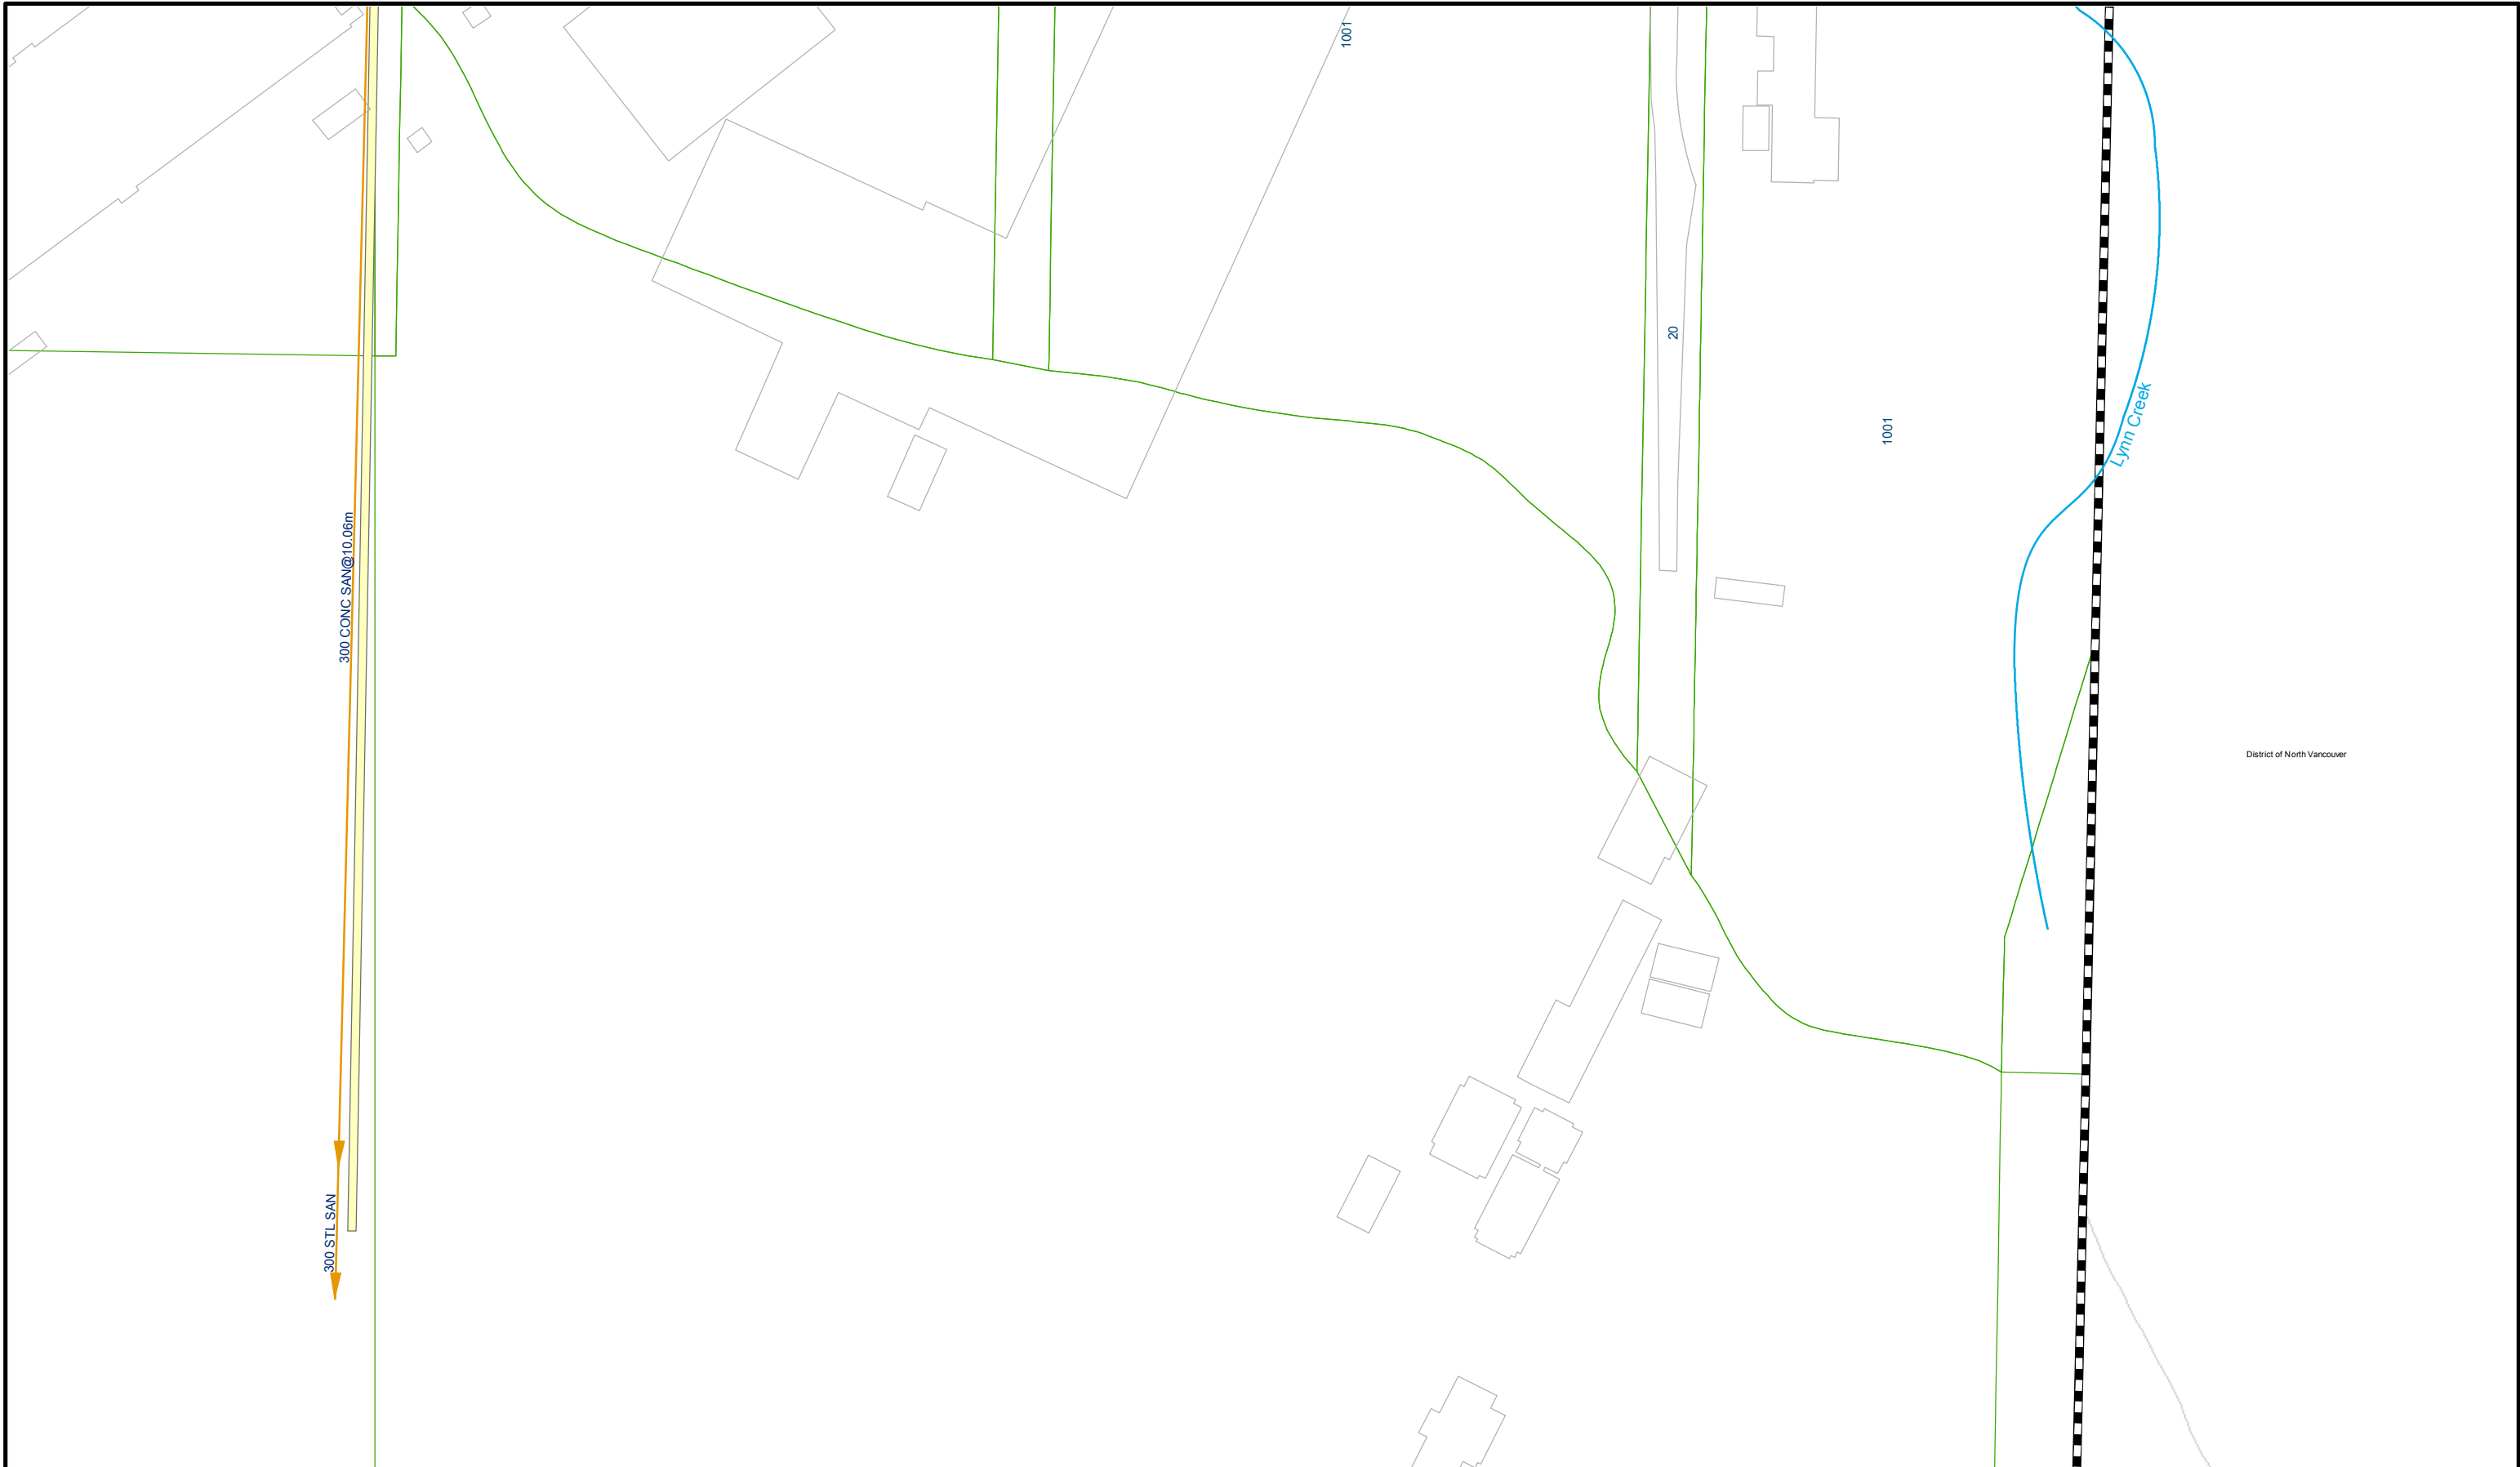 1001
20
Lynn Creek
1001
300 CONC SAN@10.06m
District of North Vancouver
300 STL SAN